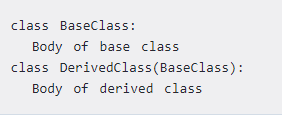 class BaseClass:
  Body of base class
class DerivedClass(BaseClass):
  Body of derived class